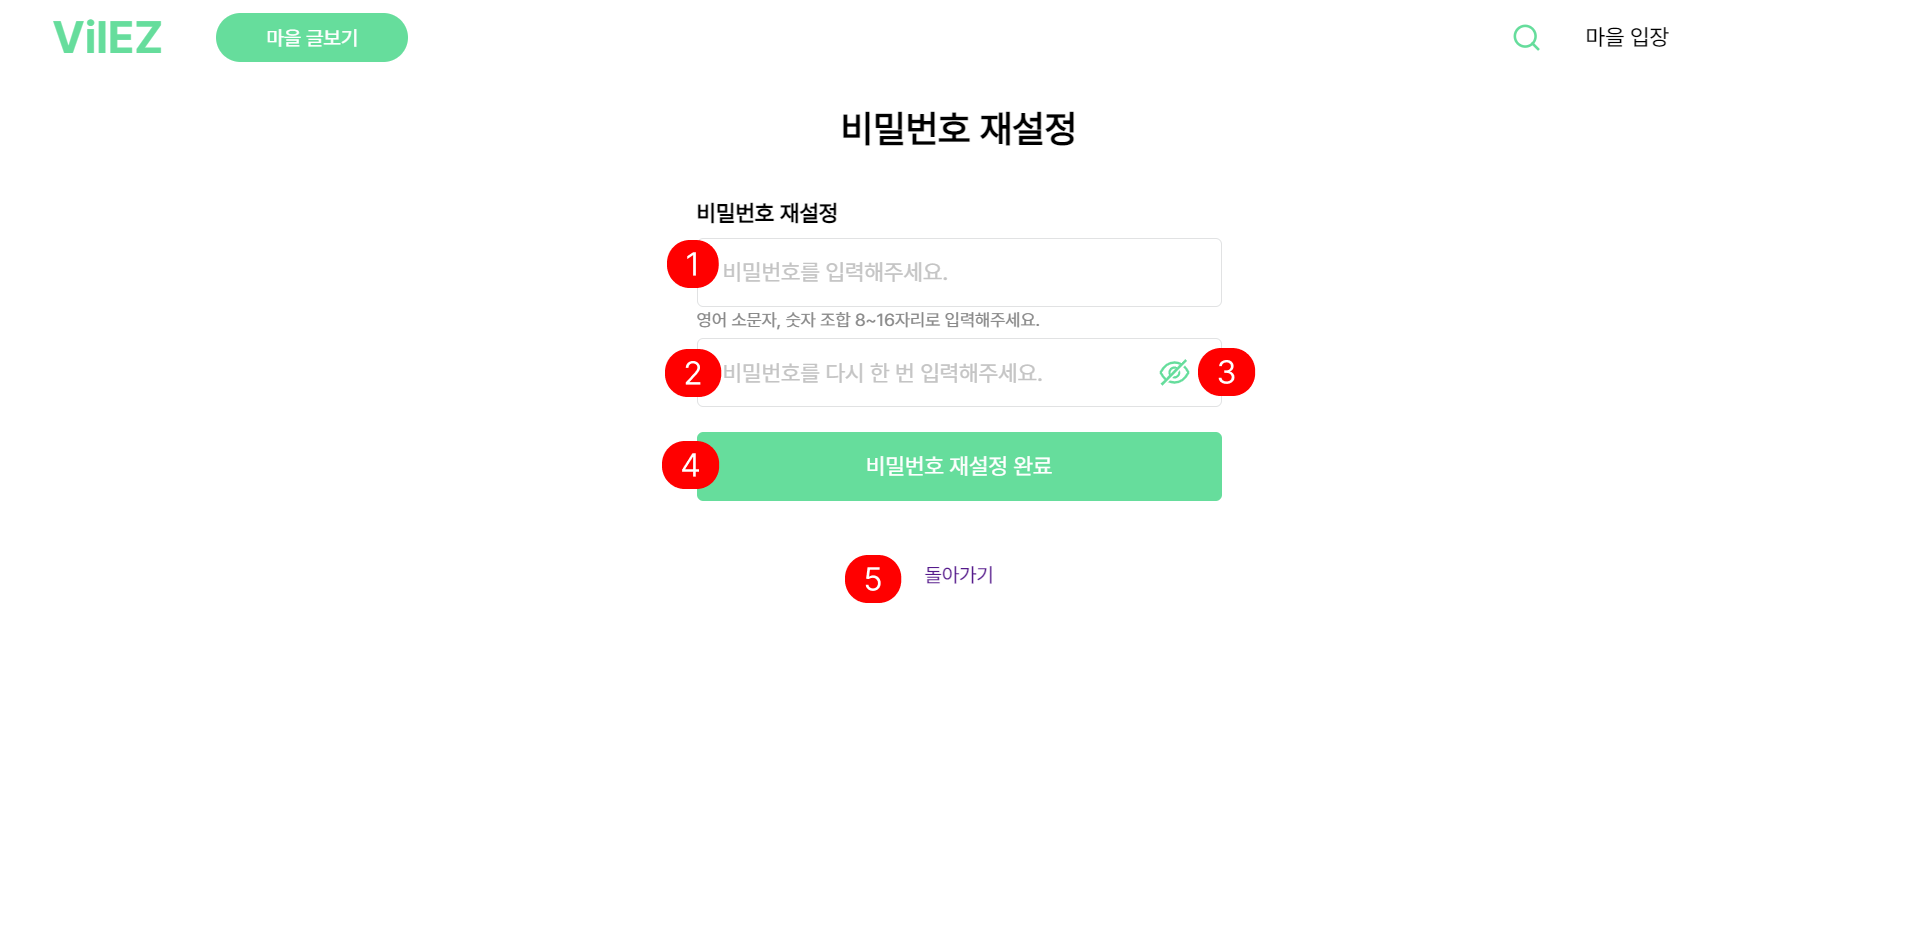 VilEZ 마을 글보기 마을 입장
비밀번호 재설정
비밀번호 재설정
1 비밀번호를 입력해주세요.
영어 소문자, 숫자 조합 8~16자리로 입력해주세요.
2 비밀번호를 다시 한 번 입력해주세요. 3
4 비밀번호 재설정 완료
5 돌아가기